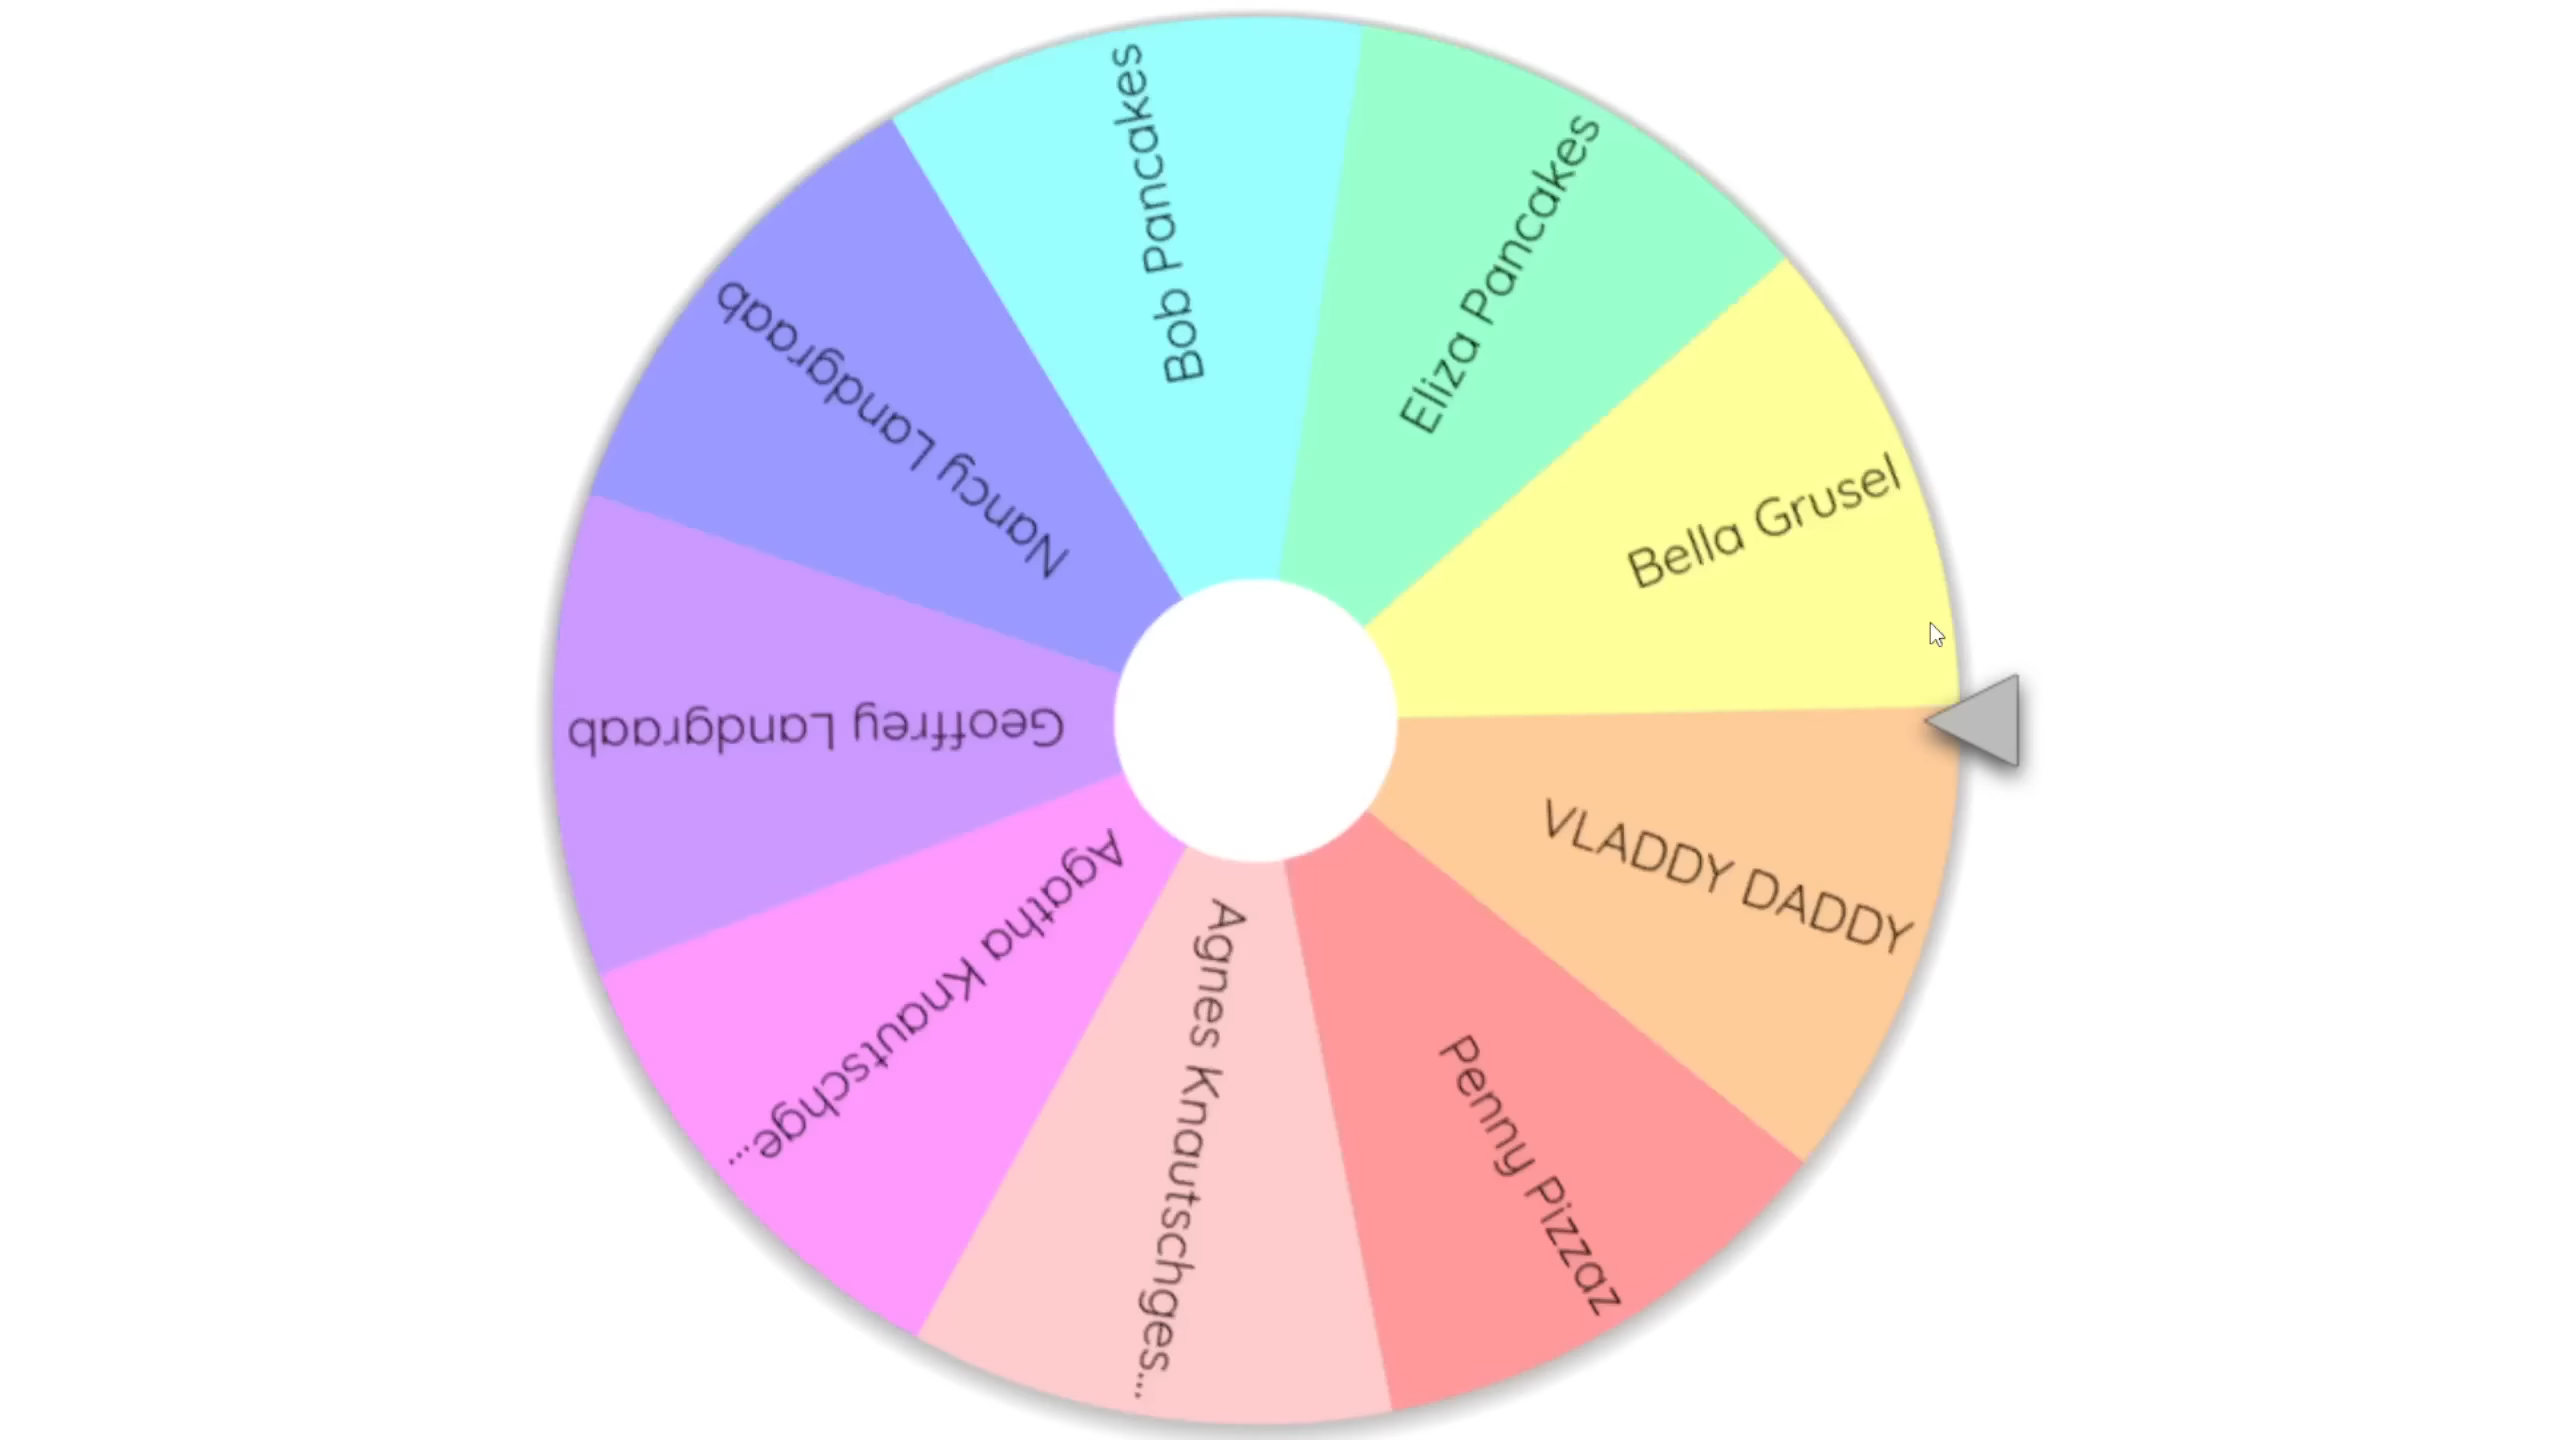 Bob Pancakes
Eliza Pancakes
Bella Grusel
VLADDY DADDY
Penny Pizzaz
Agnes Knautschges...
Agatha Knautschge...
Geoffrey Landgraab
Nancy Landgraab